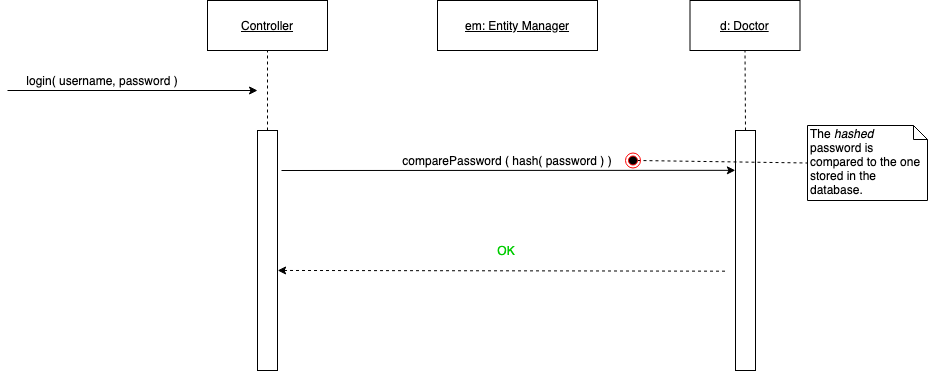 Controller
em: Entity Manager
d: Doctor
login( username, password )
comparePassword ( hash( password ) )
The hashed
password is
compared to the one
stored in the
database.
OK